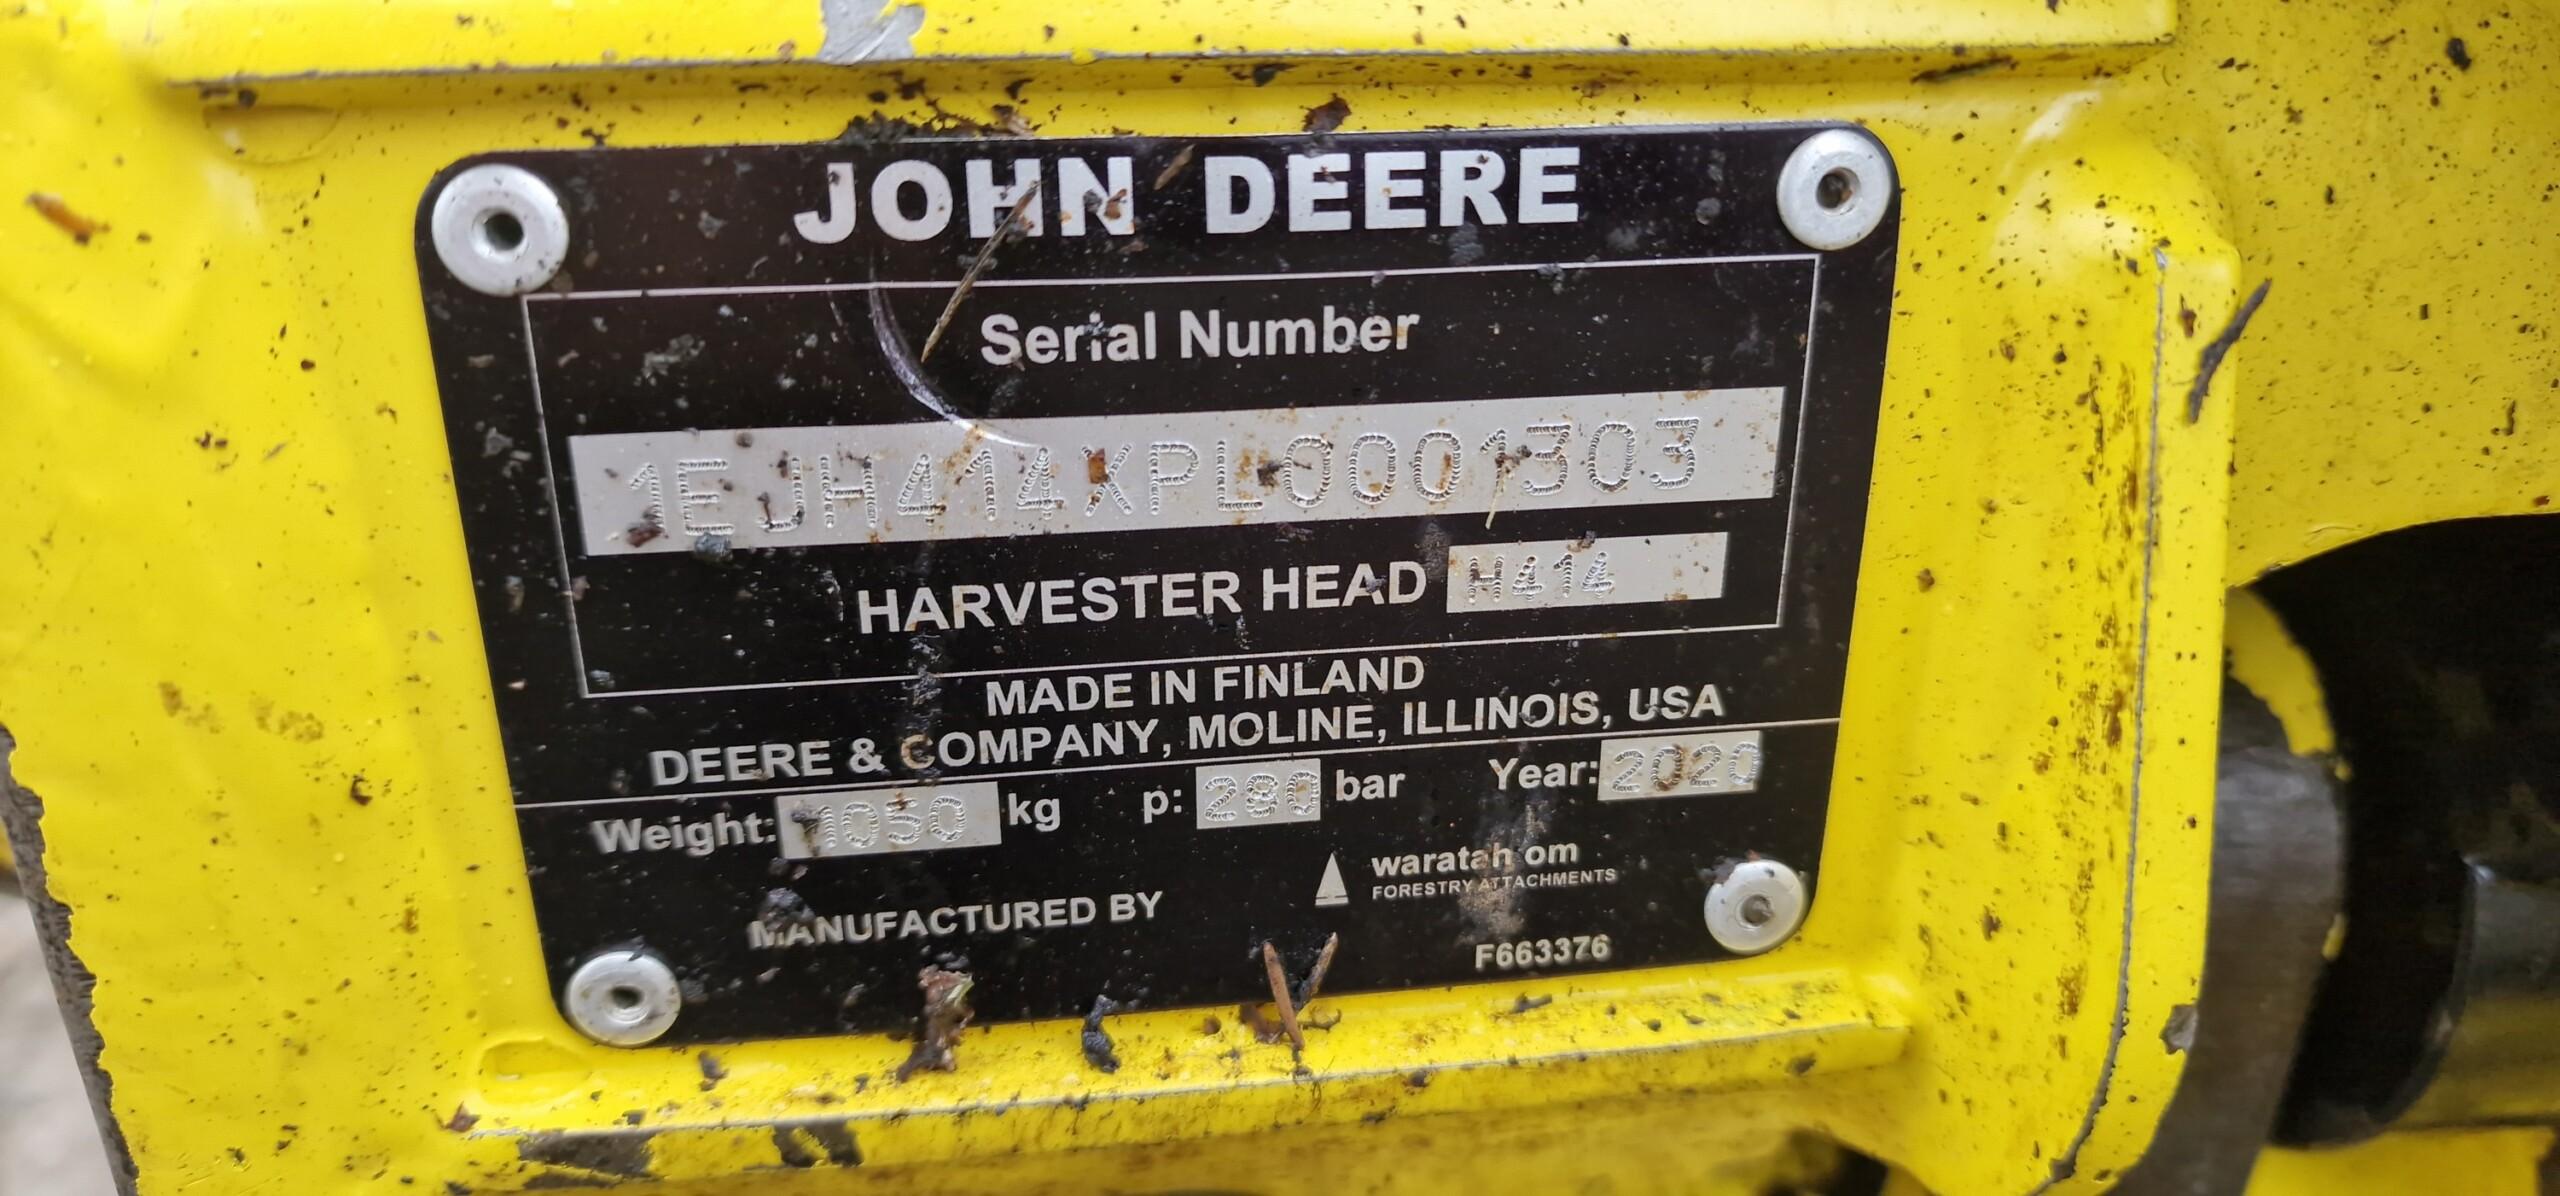 JOHN DEERE
Serial Number
1EJH414XPL0001303
HARVESTER HEAD H414
MADE IN FINLAND
DEERE & COMPANY, MOLINE, ILLINOIS, USA
Weight: 1050 kg p: 280 bar Year: 2020
MANUFACTURED BY
waratah om
FORESTRY ATTACHMENTS
F663376